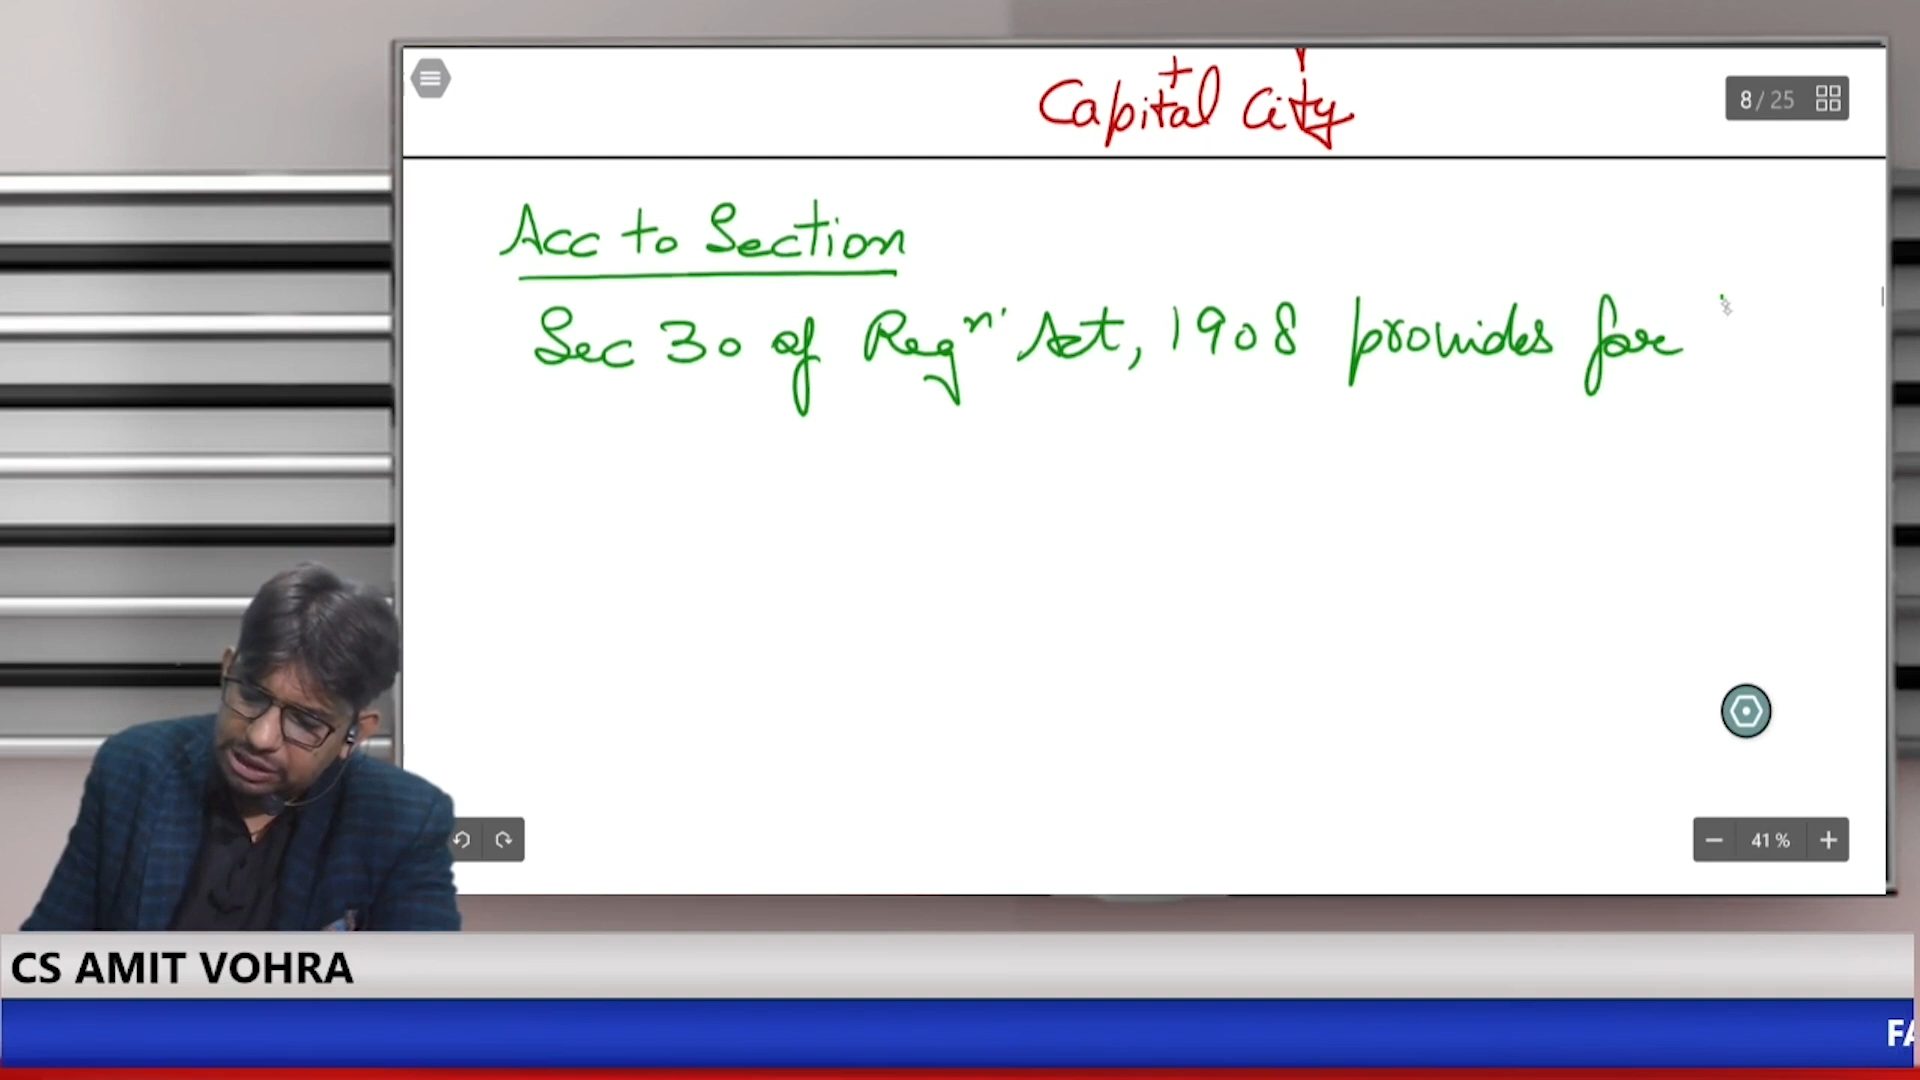 Capital City
8 / 25
Acc to Section
Sec 30 of Regn. Act, 1908 provides for
41 %
CS AMIT VOHRA
FA